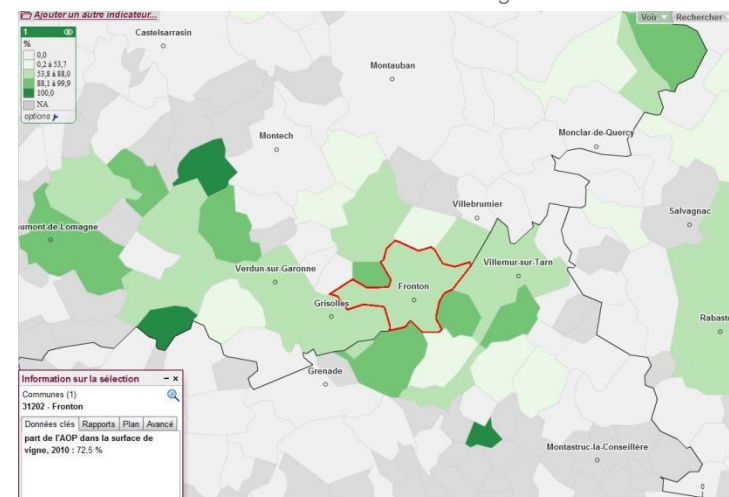 Ajouter un autre indicateur...
Voir
Rechercher
1
%
0,0
0,2 à 53,7
53,8 à 88,0
88,1 à 99,9
100,0
NA
options
Castelsarrasin
Montauban
Montech
Monclar-de-Quercy
Villebrumier
Salvagnac
aumont-de-Lomagne
Verdun-sur-Garonne
Villemur-sur-Tarn
Fronton
Grisolles
Rabast
Grenade
Montastruc-la-Conseillère
Information sur la sélection
Communes (1)
31202 - Fronton
Données clés Rapports Plan Avancé
part de l'AOP dans la surface de
vigne, 2010 : 72,5 %
0